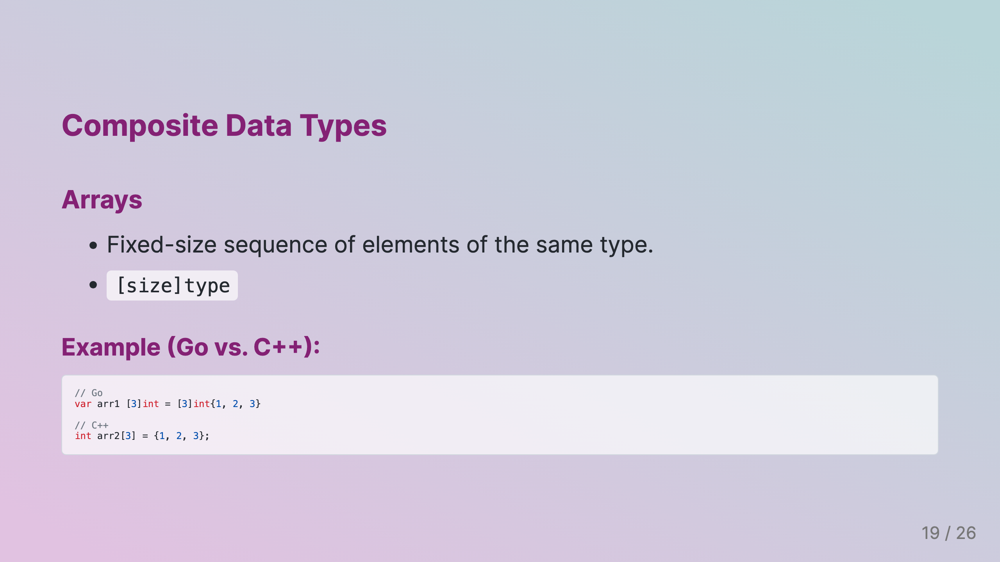 Composite Data Types
Arrays
• Fixed-size sequence of elements of the same type.
• [size]type
Example (Go vs. C++):
// Go
var arr1 [3]int = [3]int{1, 2, 3}
// C++
int arr2[3] = {1, 2, 3};
19 / 26